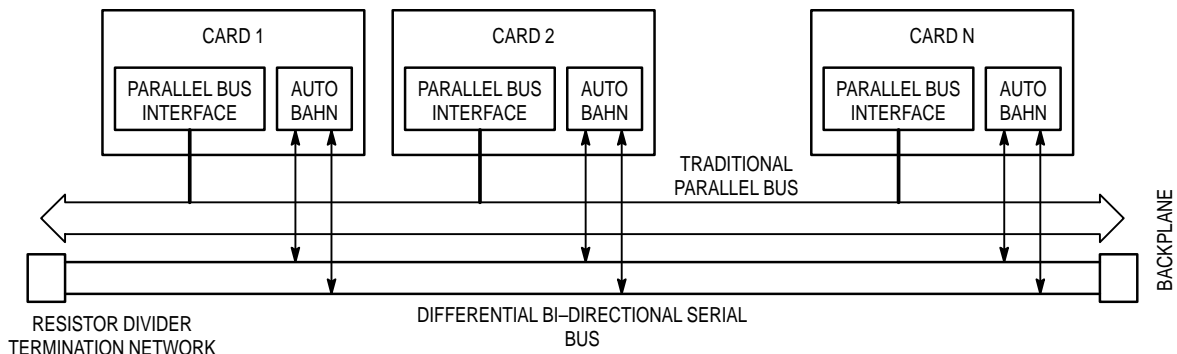 CARD 1
PARALLEL BUS
INTERFACE
AUTO
BAHN
CARD 2
PARALLEL BUS
INTERFACE
AUTO
BAHN
CARD N
PARALLEL BUS
INTERFACE
AUTO
BAHN
TRADITIONAL
PARALLEL BUS
BACKPLANE
RESISTOR DIVIDER
TERMINATION NETWORK
DIFFERENTIAL BI–DIRECTIONAL SERIAL
BUS